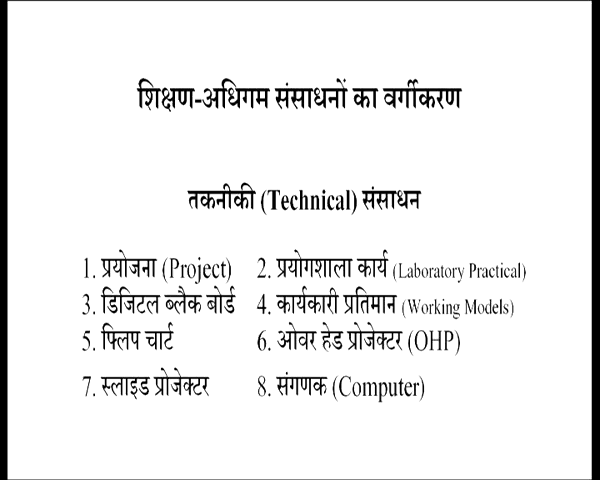 शिक्षण-अधिगम संसाधनों का वर्गीकरण
तकनीकी (Technical) संसाधन
1. प्रयोजना (Project) 2. प्रयोगशाला कार्य (Laboratory Practical)
3. डिजिटल ब्लैक बोर्ड 4. कार्यकारी प्रतिमान (Working Models)
5. फ्लिप चार्ट 6. ओवर हेड प्रोजेक्टर (OHP)
7. स्लाइड प्रोजेक्टर 8. संगणक (Computer)